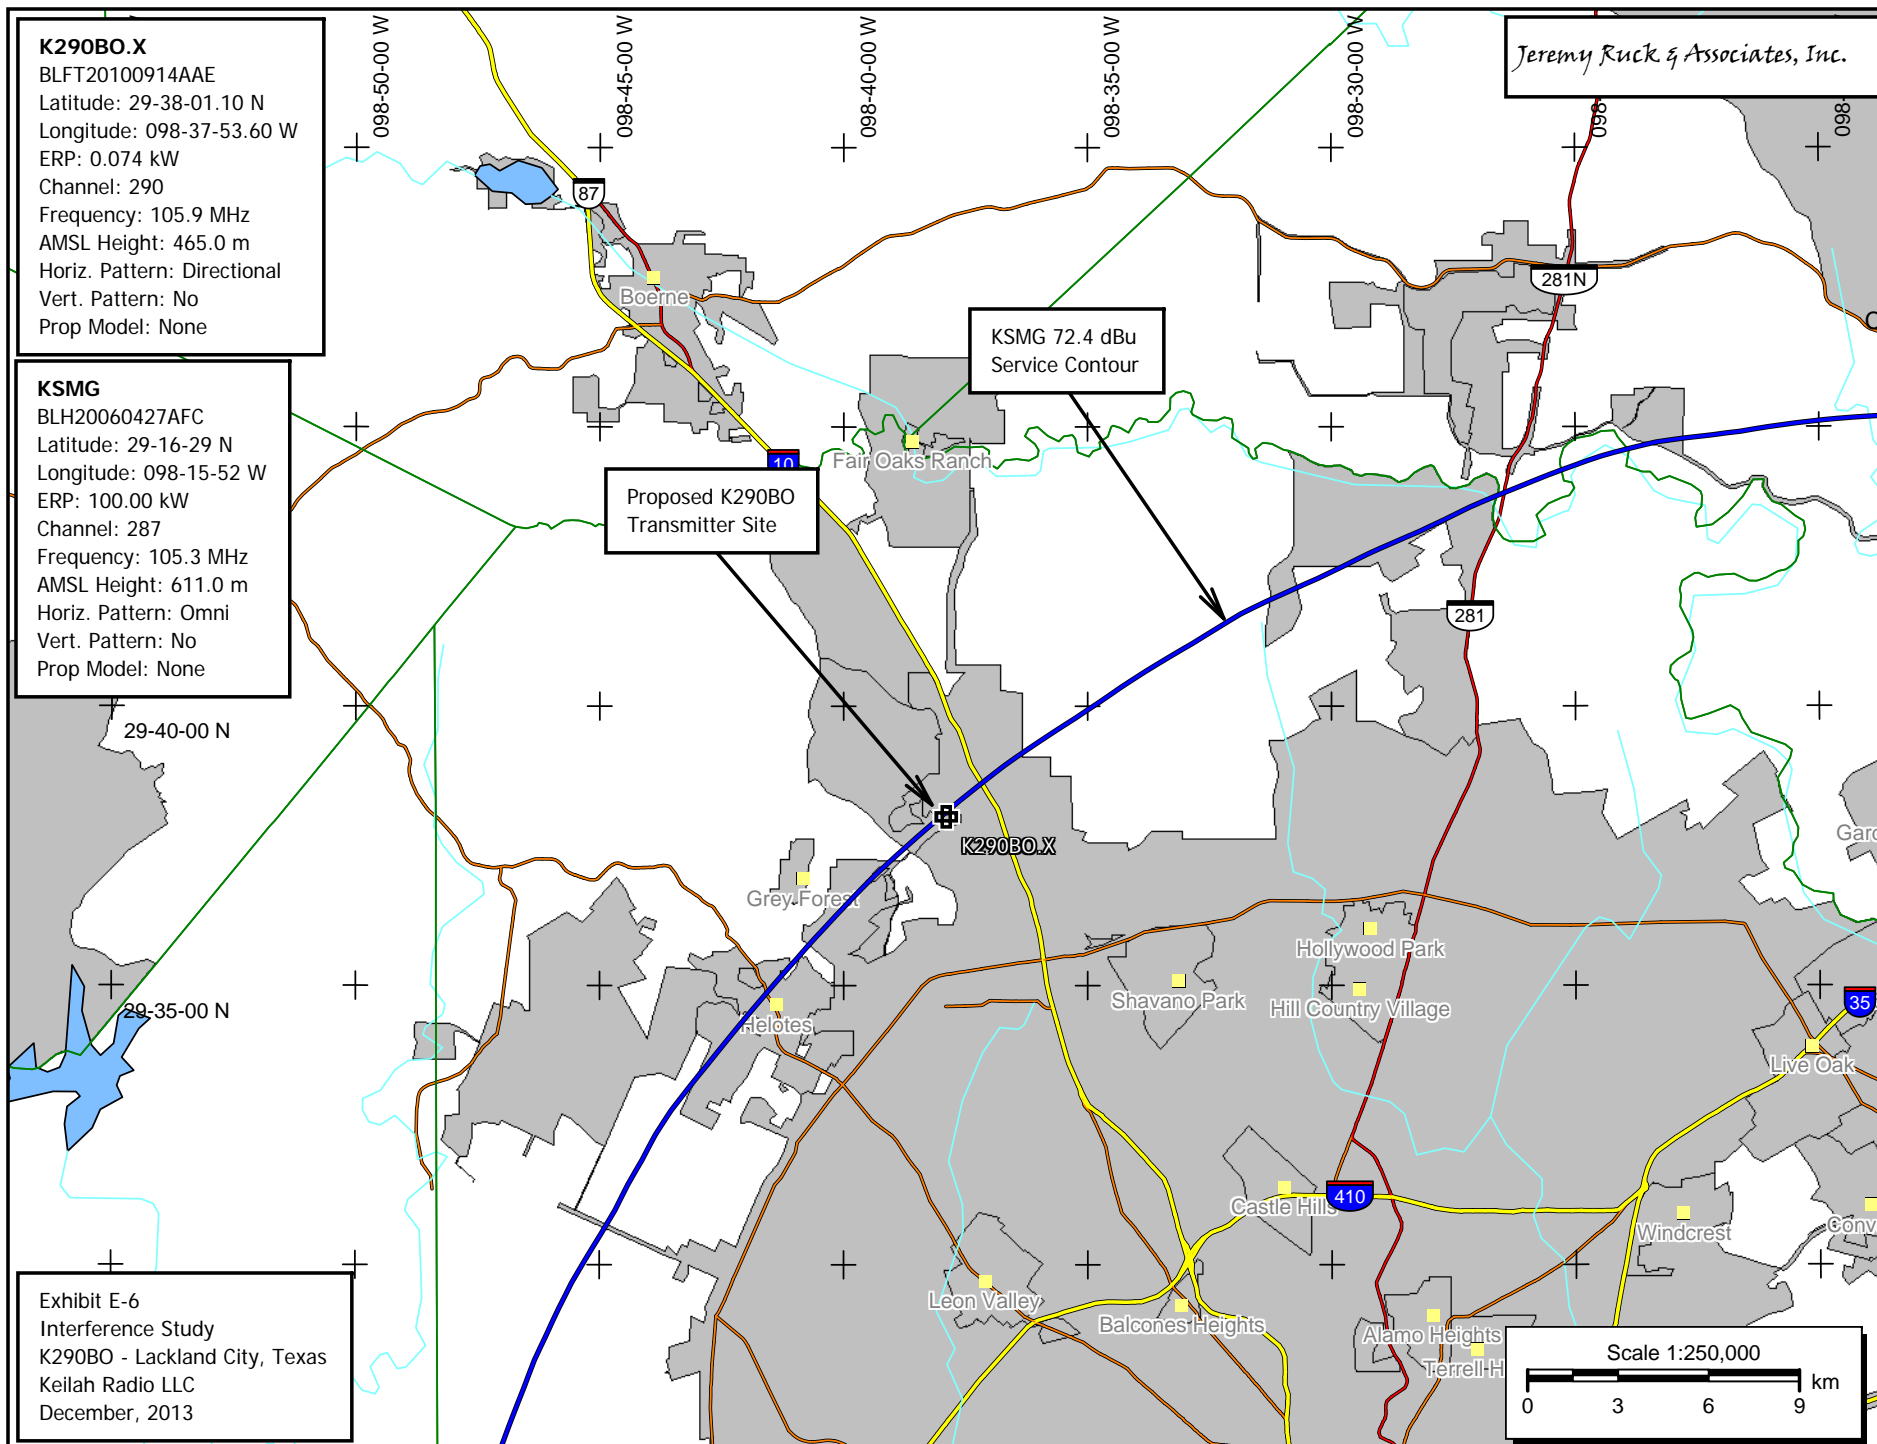 K290BO.X
BLFT20100914AAE
Latitude: 29-38-01.10 N
Longitude: 098-37-53.60 W
ERP: 0.074 kW
Channel: 290
Frequency: 105.9 MHz
AMSL Height: 465.0 m
Horiz. Pattern: Directional
Vert. Pattern: No
Prop Model: None
KSMG
BLH20060427AFC
Latitude: 29-16-29 N
Longitude: 098-15-52 W
ERP: 100.00 kW
Channel: 287
Frequency: 105.3 MHz
AMSL Height: 611.0 m
Horiz. Pattern: Omni
Vert. Pattern: No
Prop Model: None
098-50-00 W
098-45-00 W
098-40-00 W
098-35-00 W
098-30-00 W
Jeremy Ruck & Associates, Inc.
87
Boerne
281N
KSMG 72.4 dBu
Service Contour
10
Fair Oaks Ranch
Proposed K290BO
Transmitter Site
281
29-40-00 N
K290BO.X
Grey Forest
Hollywood Park
Shavano Park
Hill Country Village
29-35-00 N
Helotes
35
Live Oak
Castle Hills
410
Windcrest
Leon Valley
Balcones Heights
Alamo Heights
Terrell H
Exhibit E-6
Interference Study
K290BO - Lackland City, Texas
Keilah Radio LLC
December, 2013
Scale 1:250,000
km
0 3 6 9